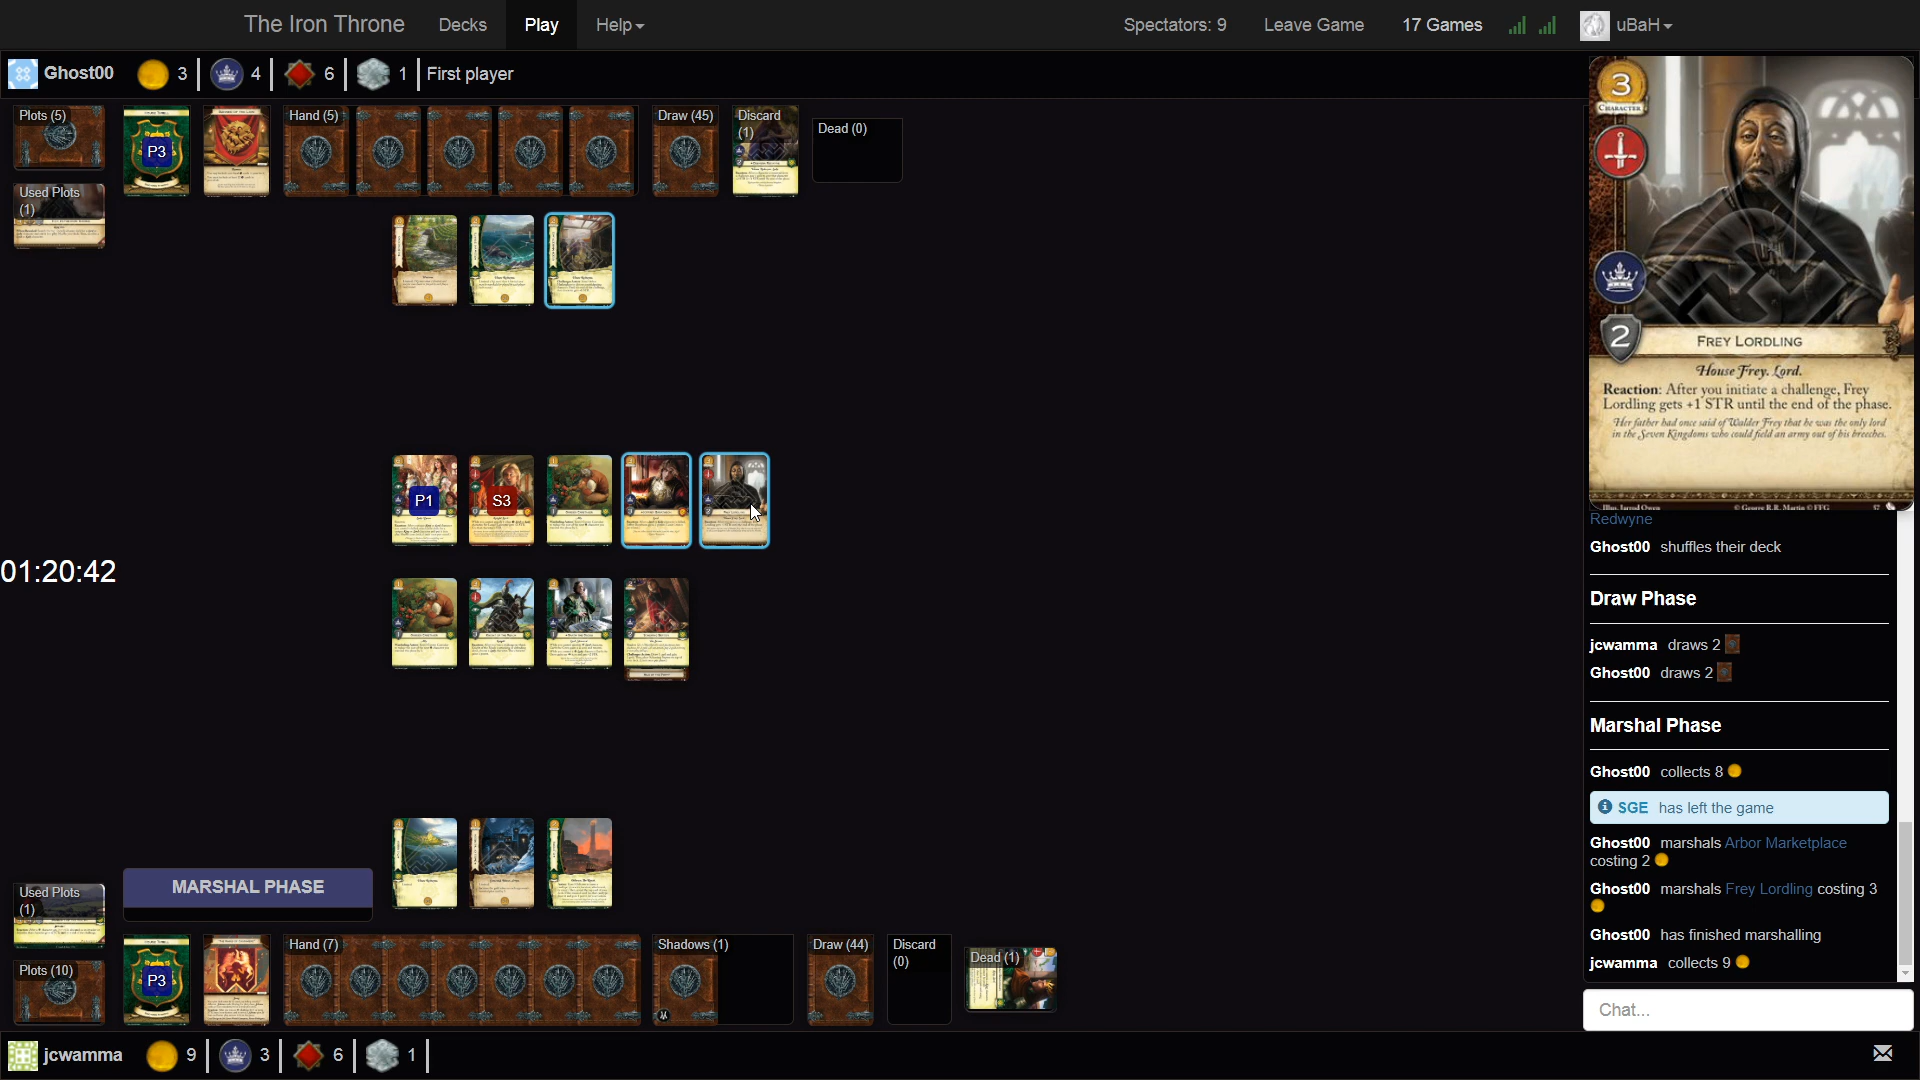 The Iron Throne
Decks
Play
Help
Spectators: 9
Leave Game
17 Games
uBaH
Ghost00
3
4
6
1
First player
Plots (5)
P3
Hand (5)
Draw (45)
Discard
(1)
Dead (0)
Used Plots
(1)
3
CHARACTER
2
FREY LORDLING
House Frey. Lord.
Reaction: After you initiate a challenge, Frey
Lordling gets +1 STR until the end of the phase.
Her father had once said of Walder Frey that he was the only lord
in the Seven Kingdoms who could field an army out of his breeches.
P1
S3
01:20:42
Redwyne
Ghost00 shuffles their deck
Draw Phase
jcwamma draws 2
Ghost00 draws 2
Marshal Phase
Ghost00 collects 8
SGE has left the game
Ghost00 marshals Arbor Marketplace
costing 2
Ghost00 marshals Frey Lordling costing 3
Ghost00 has finished marshalling
jcwamma collects 9
Chat...
MARSHAL PHASE
Used Plots
(1)
Plots (10)
P3
Hand (7)
Shadows (1)
Draw (44)
Discard
(0)
Dead (1)
jcwamma
9
3
6
1